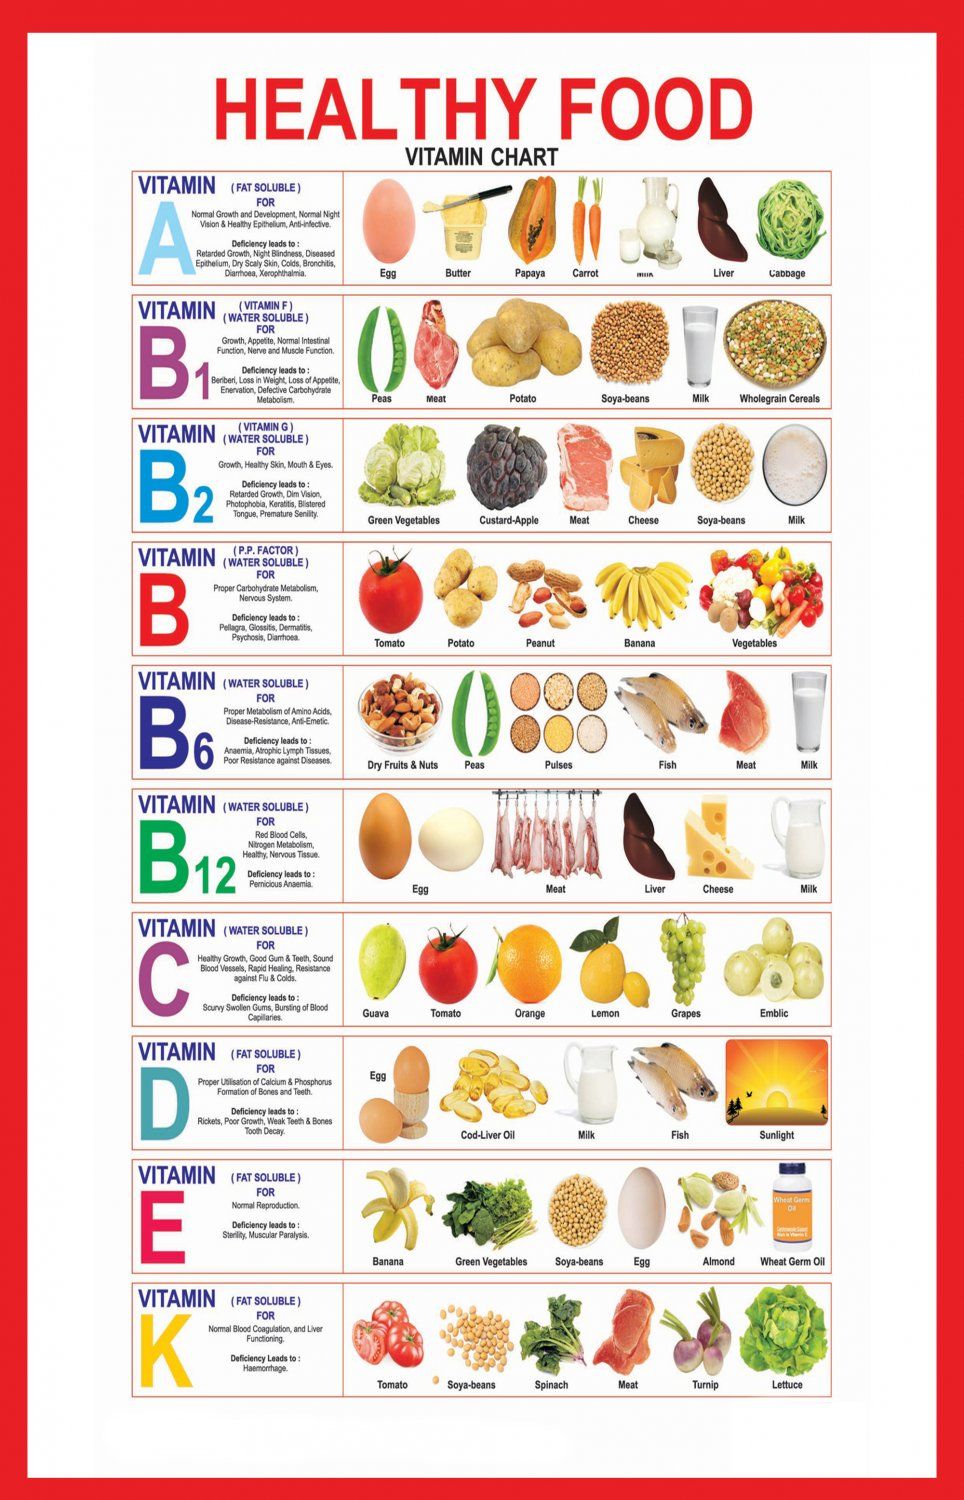 HEALTHY FOOD
VITAMIN CHART
VITAMIN
( FAT SOLUBLE )
A
FOR
Normal Growth and Development, Normal Night
Vision & Healthy Epithelium, Anti-infective.
Deficiency leads to :
Retarded Growth, Night Blindness, Diseased
Epithelium, Dry Scaly Skin, Colds, Bronchitis,
Diarrhoea, Xerophthalmia.
Egg
Butter
Papaya
Carrot
Milk
Liver
Cabbage
VITAMIN
( VITAMIN F )
( WATER SOLUBLE )
B1
FOR
Growth, Appetite, Normal Intestinal
Function, Nerve and Muscle Function.
Deficiency leads to :
Beriberi, Loss in Weight, Loss of Appetite,
Enervation, Defective Carbohydrate
Metabolism.
Peas
Meat
Potato
Soya-beans
Milk
Wholegrain Cereals
VITAMIN
( VITAMIN G )
( WATER SOLUBLE )
B2
FOR
Growth, Healthy Skin, Mouth & Eyes.
Deficiency leads to :
Retarded Growth, Dim Vision,
Photophobia, Keratitis, Blistered
Tongue, Premature Senility.
Green Vegetables
Custard-Apple
Meat
Cheese
Soya-beans
Milk
VITAMIN
( P.P. FACTOR )
( WATER SOLUBLE )
B
FOR
Proper Carbohydrate Metabolism,
Nervous System.
Deficiency leads to :
Pellagra, Glossitis, Dermatitis,
Psychosis, Diarrhoea.
Tomato
Potato
Peanut
Banana
Vegetables
VITAMIN
( WATER SOLUBLE )
B6
FOR
Proper Metabolism of Amino Acids,
Disease-Resistance, Anti-Emetic.
Deficiency leads to :
Anaemia, Atrophic Lymph Tissues,
Poor Resistance against Diseases.
Dry Fruits & Nuts
Peas
Pulses
Fish
Meat
Milk
VITAMIN
( WATER SOLUBLE )
B12
FOR
Red Blood Cells,
Nitrogen Metabolism,
Healthy, Nervous Tissue.
Deficiency leads to :
Pernicious Anaemia.
Egg
Meat
Liver
Cheese
Milk
VITAMIN
( WATER SOLUBLE )
C
FOR
Healthy Growth, Good Gum & Teeth, Sound
Blood Vessels, Rapid Healing, Resistance
against Flu & Colds.
Deficiency leads to :
Scurvy Swollen Gums, Bursting of Blood
Capillaries.
Guava
Tomato
Orange
Lemon
Grapes
Emblic
VITAMIN
( FAT SOLUBLE )
D
FOR
Proper Utilisation of Calcium & Phosphorus
Formation of Bones and Teeth.
Deficiency leads to :
Rickets, Poor Growth, Weak Teeth & Bones
Tooth Decay.
Egg
Cod-Liver Oil
Milk
Fish
Sunlight
VITAMIN
( FAT SOLUBLE )
E
FOR
Normal Reproduction.
Deficiency leads to :
Sterility, Muscular Paralysis.
Wheat Germ
Oil
Banana
Green Vegetables
Soya-beans
Egg
Almond
Wheat Germ Oil
VITAMIN
( FAT SOLUBLE )
K
FOR
Normal Blood Coagulation, and Liver
Functioning.
Deficiency Leads to :
Haemorrhage.
Tomato
Soya-beans
Spinach
Meat
Turnip
Lettuce